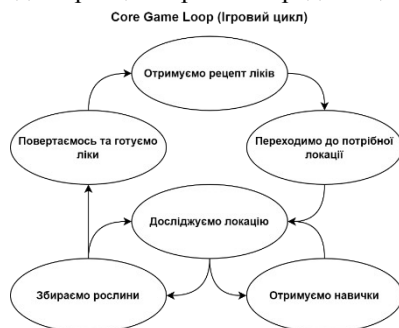 Core Game Loop (Ігровий цикл)
Отримуємо рецепт ліків
Повертаємось та готуємо
ліки
Переходимо до потрібної
локації
Досліджуємо локацію
Збираємо рослини
Отримуємо навички